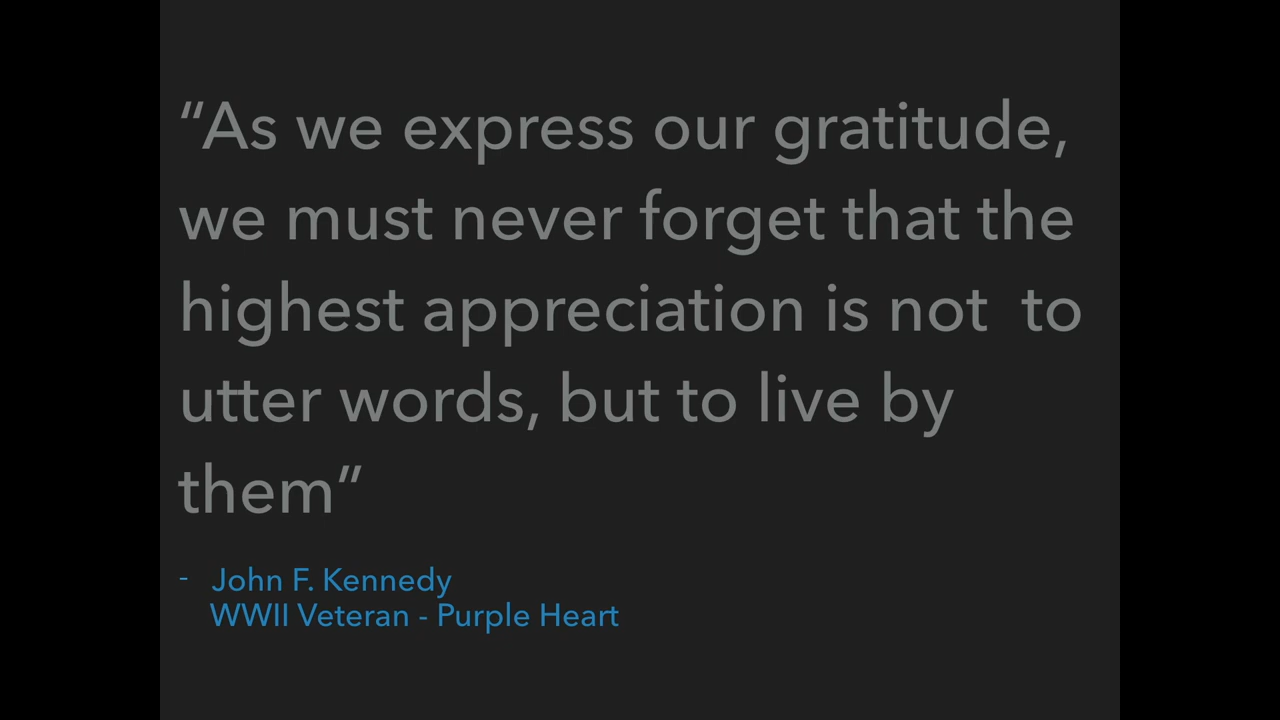 “As we express our gratitude,
we must never forget that the
highest appreciation is not  to
utter words, but to live by
them”
- John F. Kennedy
WWII Veteran - Purple Heart